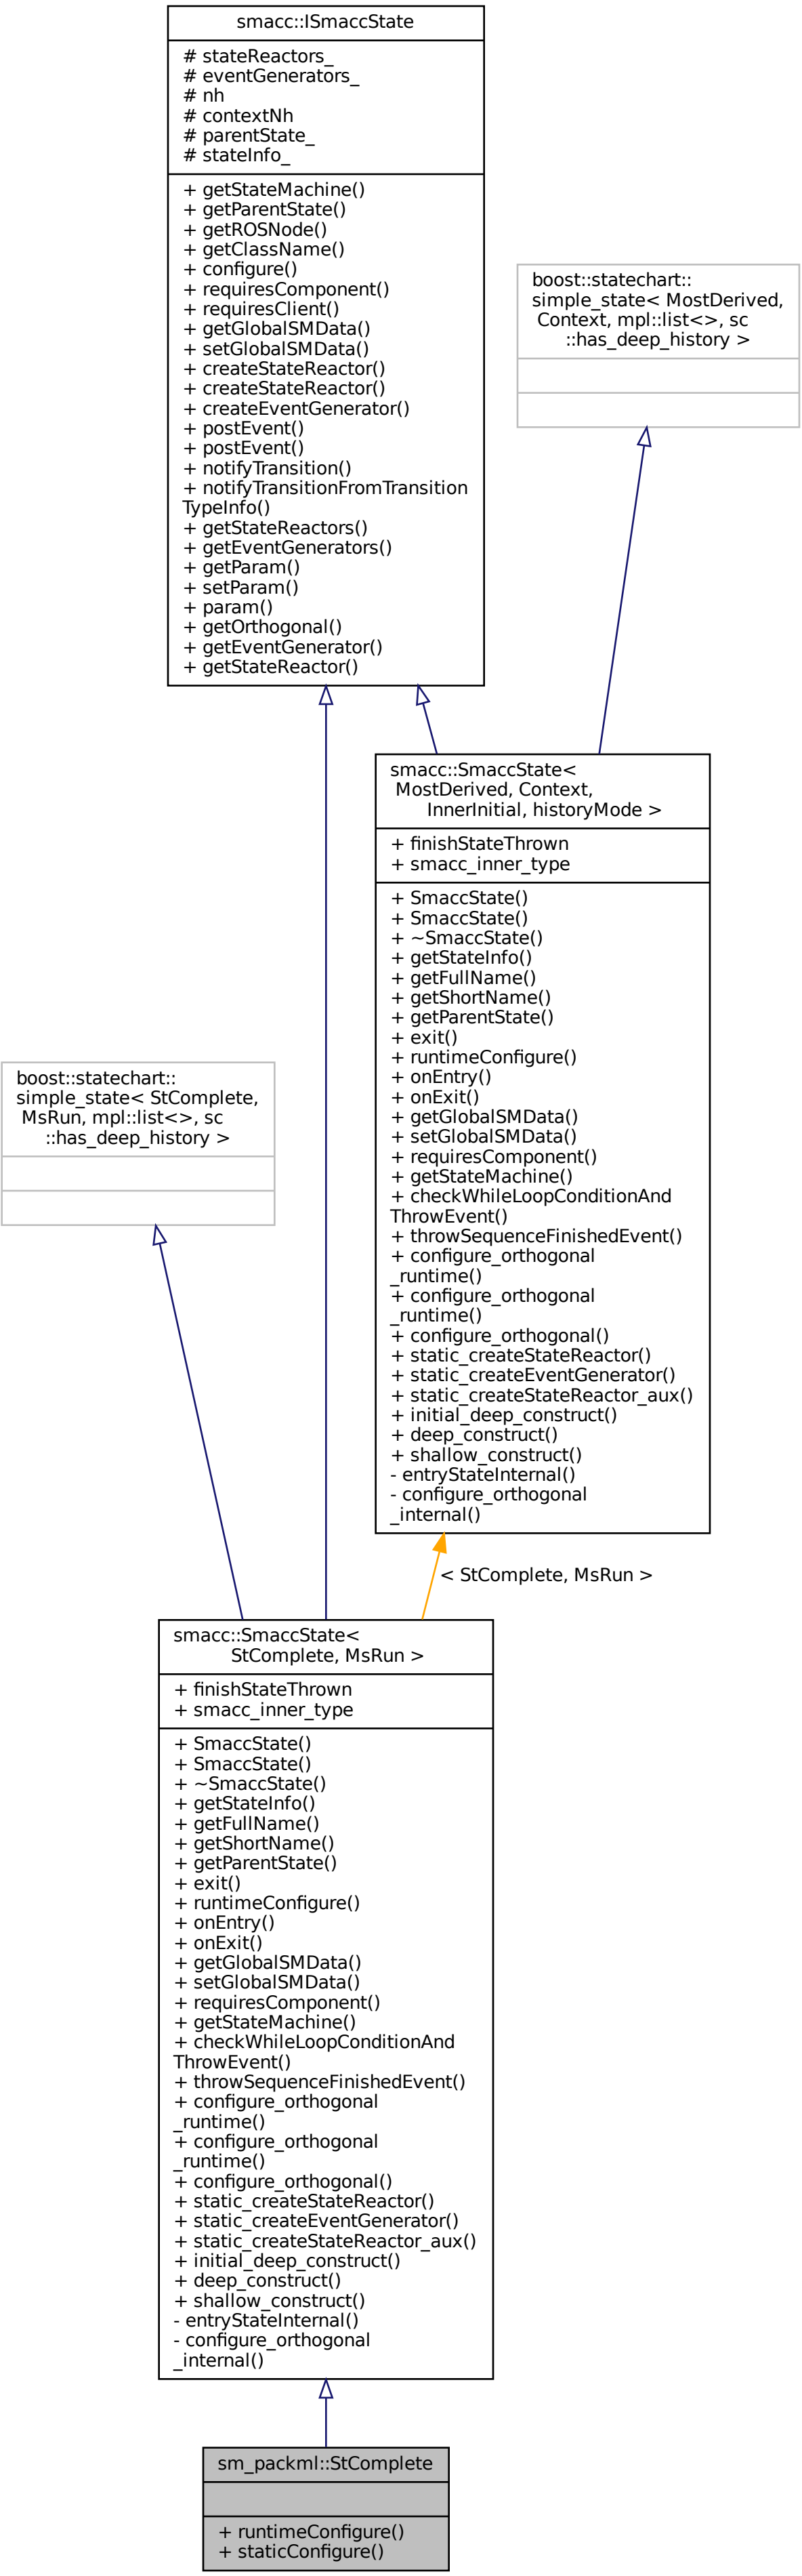 smacc::ISmaccState
# stateReactors_
# eventGenerators_
# nh
# contextNh
# parentState_
# stateInfo_
+ getStateMachine()
+ getParentState()
+ getROSNode()
+ getClassName()
+ configure()
+ requiresComponent()
+ requiresClient()
+ getGlobalSMData()
+ setGlobalSMData()
+ createStateReactor()
+ createStateReactor()
+ createEventGenerator()
+ postEvent()
+ postEvent()
+ notifyTransition()
+ notifyTransitionFromTransition
TypeInfo()
+ getStateReactors()
+ getEventGenerators()
+ getParam()
+ setParam()
+ param()
+ getOrthogonal()
+ getEventGenerator()
+ getStateReactor()
boost::statechart::
simple_state< MostDerived,
Context, mpl::list<>, sc
::has_deep_history >
smacc::SmaccState<
MostDerived, Context,
InnerInitial, historyMode >
+ finishStateThrown
+ smacc_inner_type
+ SmaccState()
+ SmaccState()
+ ~SmaccState()
+ getStateInfo()
+ getFullName()
+ getShortName()
+ getParentState()
+ exit()
+ runtimeConfigure()
+ onEntry()
+ onExit()
+ getGlobalSMData()
+ setGlobalSMData()
+ requiresComponent()
+ getStateMachine()
+ checkWhileLoopConditionAnd
ThrowEvent()
+ throwSequenceFinishedEvent()
+ configure_orthogonal
_runtime()
+ configure_orthogonal
_runtime()
+ configure_orthogonal()
+ static_createStateReactor()
+ static_createEventGenerator()
+ static_createStateReactor_aux()
+ initial_deep_construct()
+ deep_construct()
+ shallow_construct()
- entryStateInternal()
- configure_orthogonal
_internal()
boost::statechart::
simple_state< StComplete,
MsRun, mpl::list<>, sc
::has_deep_history >
< StComplete, MsRun >
smacc::SmaccState<
StComplete, MsRun >
+ finishStateThrown
+ smacc_inner_type
+ SmaccState()
+ SmaccState()
+ ~SmaccState()
+ getStateInfo()
+ getFullName()
+ getShortName()
+ getParentState()
+ exit()
+ runtimeConfigure()
+ onEntry()
+ onExit()
+ getGlobalSMData()
+ setGlobalSMData()
+ requiresComponent()
+ getStateMachine()
+ checkWhileLoopConditionAnd
ThrowEvent()
+ throwSequenceFinishedEvent()
+ configure_orthogonal
_runtime()
+ configure_orthogonal
_runtime()
+ configure_orthogonal()
+ static_createStateReactor()
+ static_createEventGenerator()
+ static_createStateReactor_aux()
+ initial_deep_construct()
+ deep_construct()
+ shallow_construct()
- entryStateInternal()
- configure_orthogonal
_internal()
sm_packml::StComplete
+ runtimeConfigure()
+ staticConfigure()